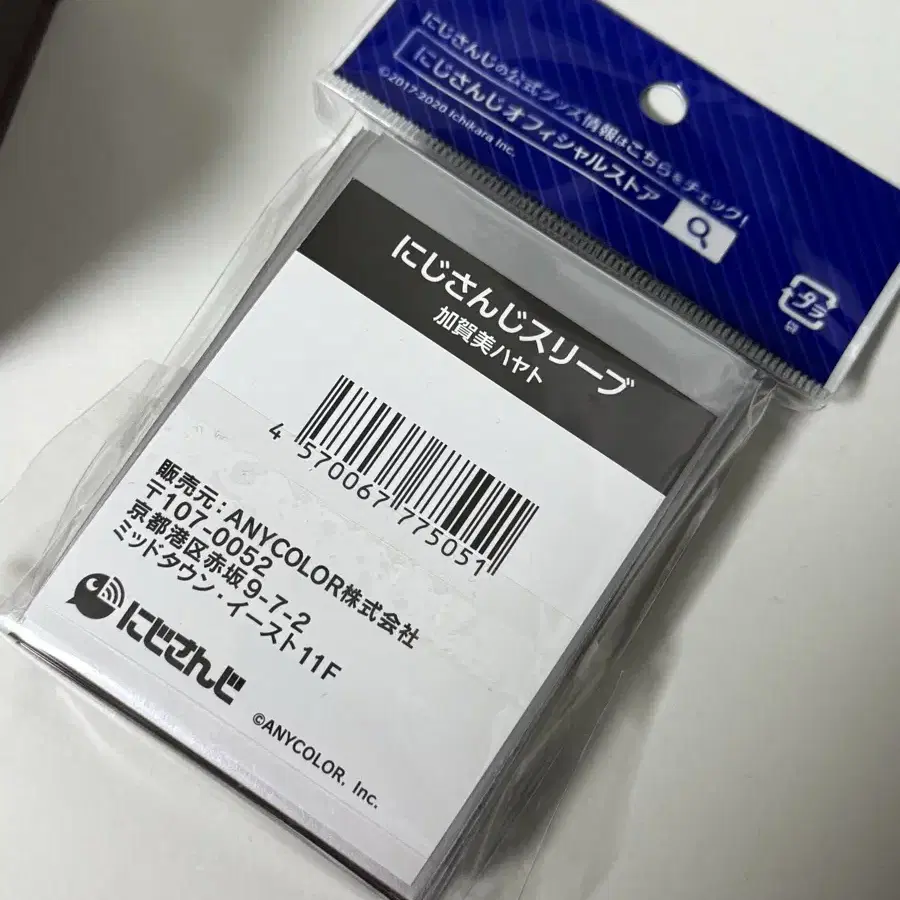 にじさんじの公式グッズ情報はこちらをチェック!
にじさんじオフィシャルストア
©2017-2020 Ichikara Inc.
プラ
袋
にじさんじスリーブ
加賀美ハヤト
4 570067 775051
販売元:ANYCOLOR株式会社
〒107-0052
京都港区赤坂9-7-2
ミッドタウン・イースト11F
にじさんじ
©ANYCOLOR, Inc.